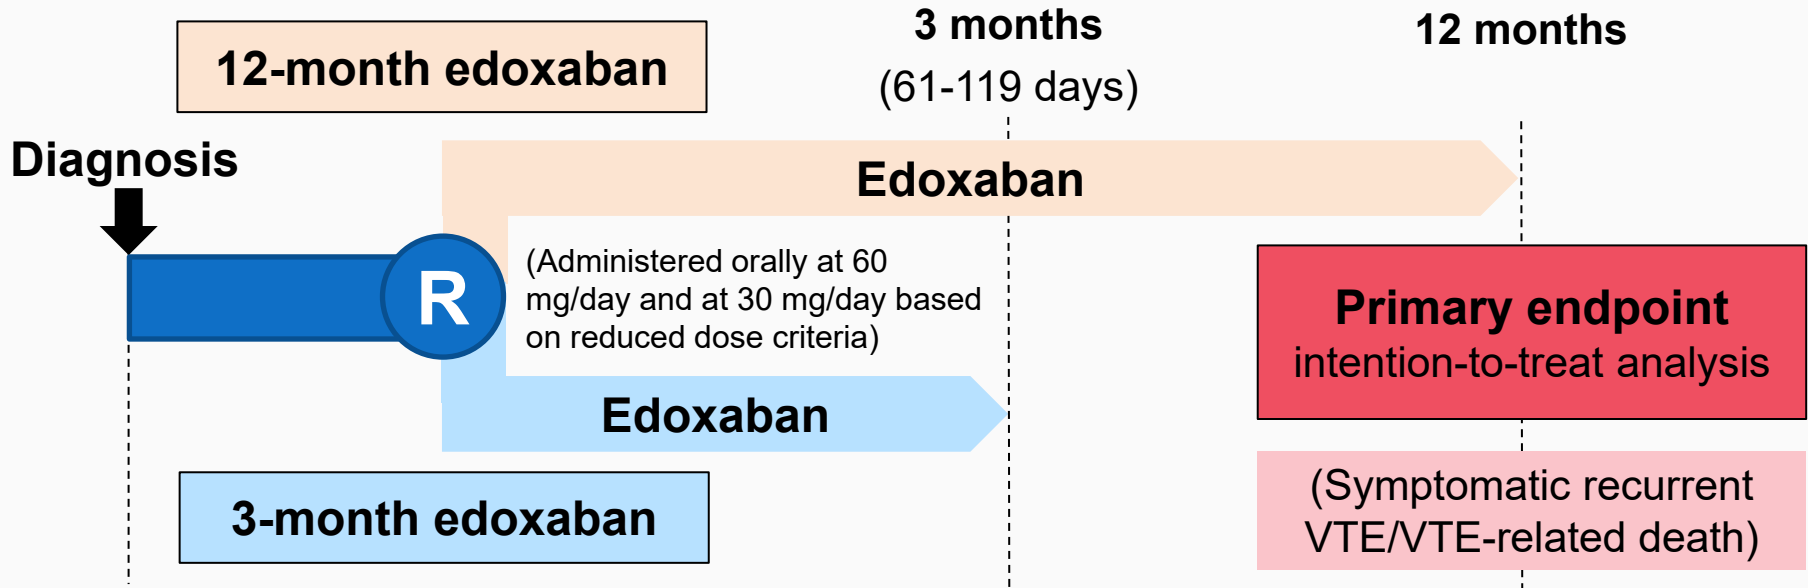 12-month edoxaban
3 months
(61-119 days)
12 months
Diagnosis
Edoxaban
R
(Administered orally at 60
mg/day and at 30 mg/day based
on reduced dose criteria)
Primary endpoint
intention-to-treat analysis
Edoxaban
3-month edoxaban
(Symptomatic recurrent
VTE/VTE-related death)